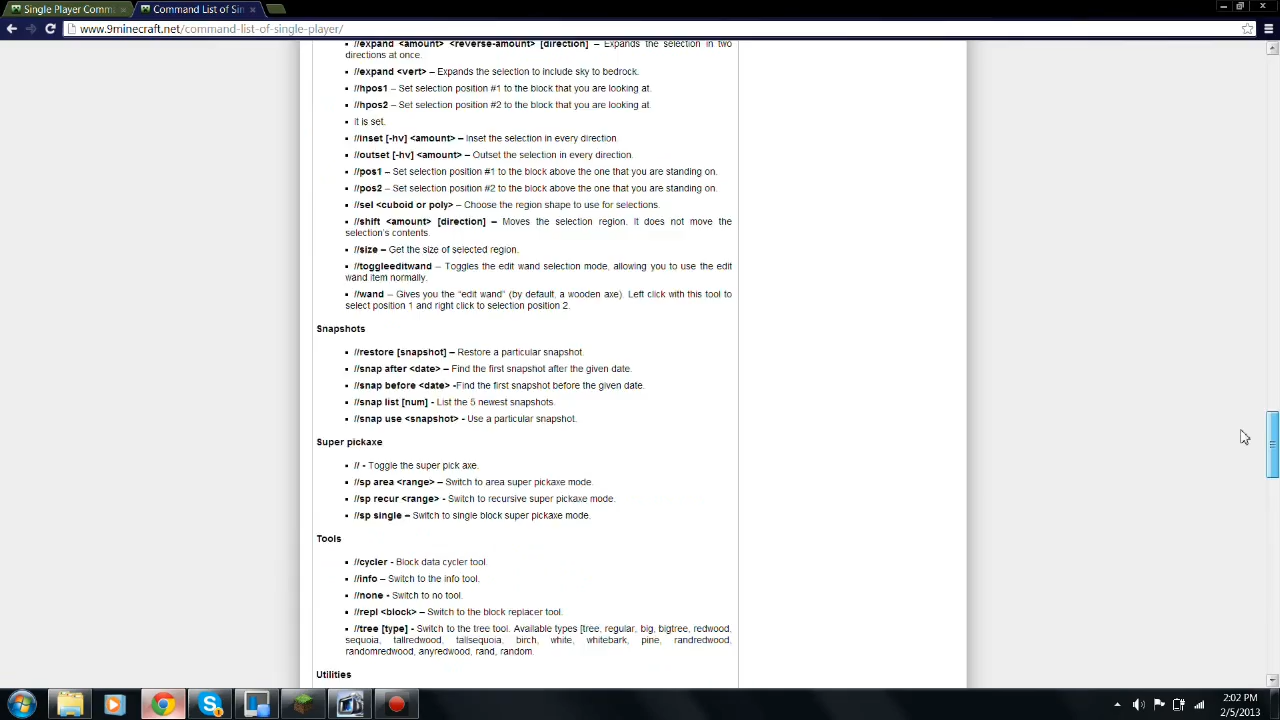 Single Player Comma
Command List of Sin
www.9minecraft.net/command-list-of-single-player/
//expand <amount> <reverse-amount> [direction] – Expands the selection in two
directions at once.
//expand <vert> – Expands the selection to include sky to bedrock.
//hpos1 – Set selection position #1 to the block that you are looking at.
//hpos2 – Set selection position #2 to the block that you are looking at.
it is set.
//inset [-hv] <amount> – Inset the selection in every direction.
//outset [-hv] <amount> – Outset the selection in every direction.
//pos1 – Set selection position #1 to the block above the one that you are standing on.
//pos2 – Set selection position #2 to the block above the one that you are standing on.
//sel <cuboid or poly> – Choose the region shape to use for selections.
//shift <amount> [direction] – Moves the selection region. It does not move the
selection's contents.
//size – Get the size of selected region.
//toggleeditwand – Toggles the edit wand selection mode, allowing you to use the edit
wand item normally.
//wand – Gives you the “edit wand” (by default, a wooden axe). Left click with this tool to
select position 1 and right click to selection position 2.
Snapshots
//restore [snapshot] – Restore a particular snapshot.
//snap after <date> – Find the first snapshot after the given date.
//snap before <date> -Find the first snapshot before the given date.
//snap list [num] - List the 5 newest snapshots.
//snap use <snapshot> - Use a particular snapshot.
Super pickaxe
// - Toggle the super pick axe.
//sp area <range> – Switch to area super pickaxe mode.
//sp recur <range> - Switch to recursive super pickaxe mode.
//sp single – Switch to single block super pickaxe mode.
Tools
//cycler - Block data cycler tool.
//info – Switch to the info tool.
//none - Switch to no tool.
//repl <block> – Switch to the block replacer tool.
//tree [type] - Switch to the tree tool. Available types [tree, regular, big, bigtree, redwood,
sequoia, tallredwood, tallsequoia, birch, white, whitebark, pine, randredwood,
randomredwood, anyredwood, rand, random.
Utilities
2:02 PM
2/5/2013